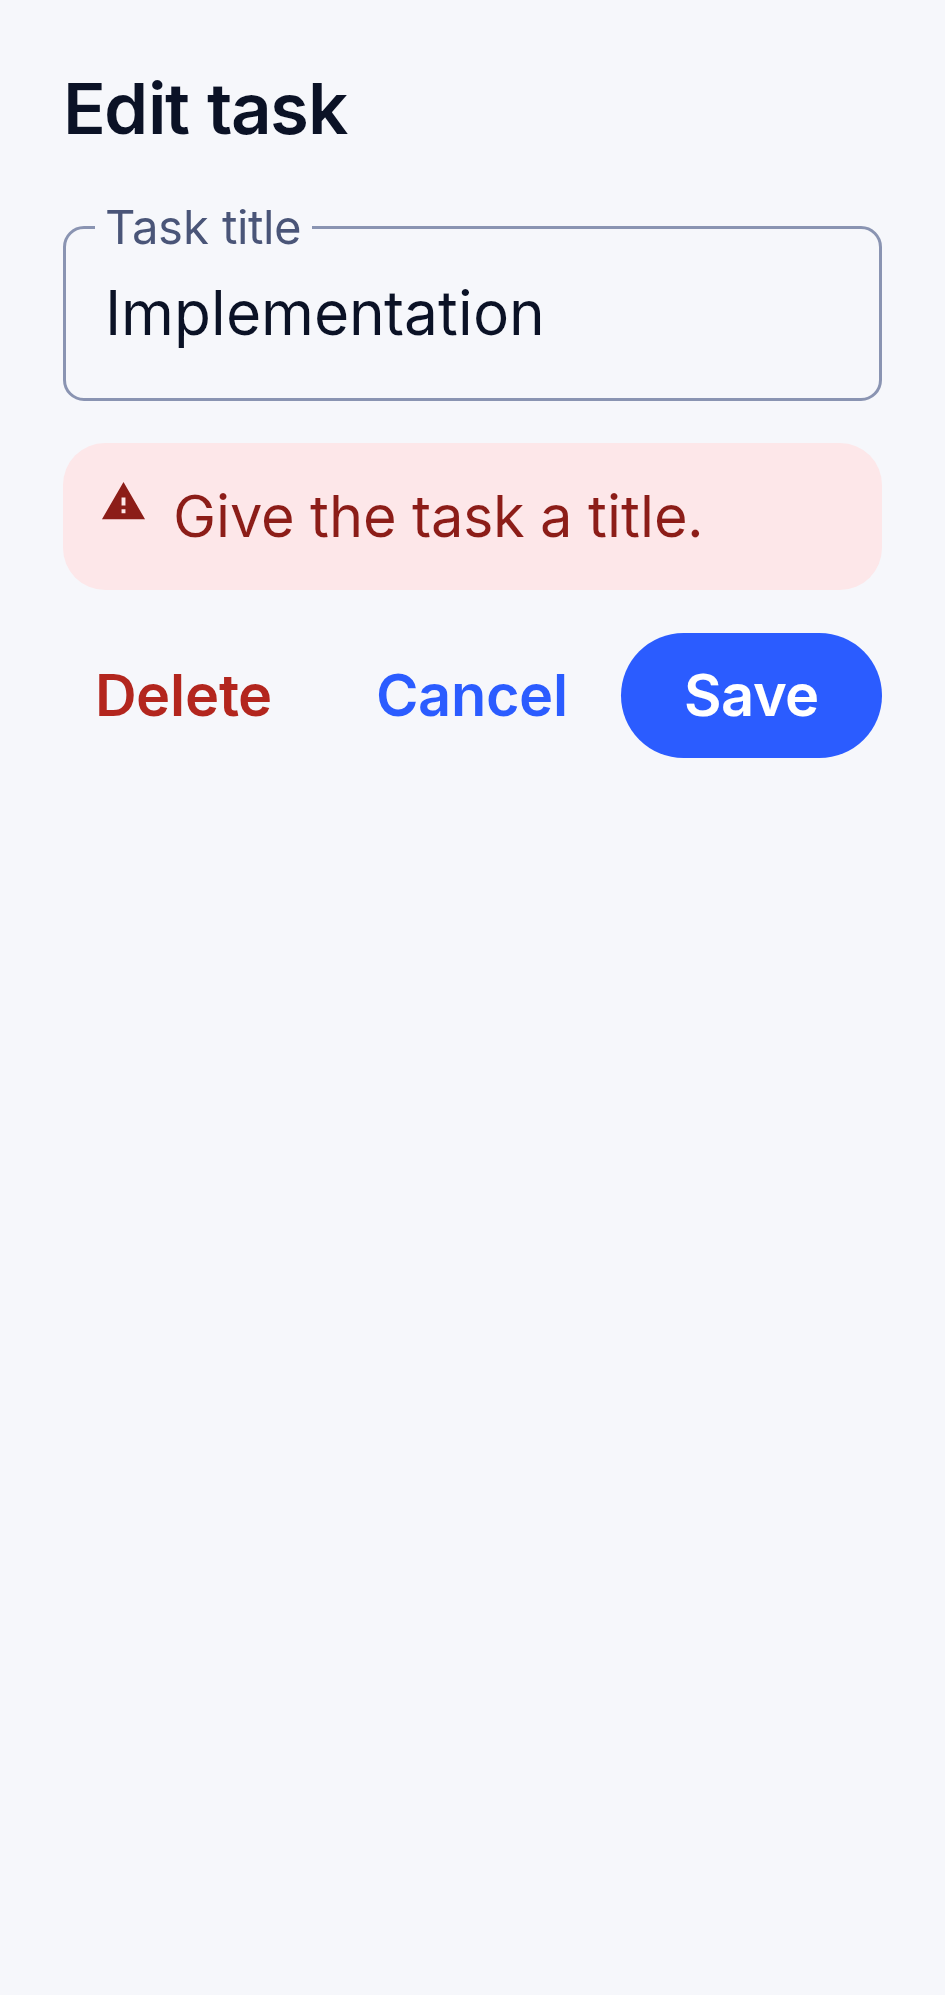 Edit task
Task title
Implementation
Give the task a title.
Delete Cancel Save